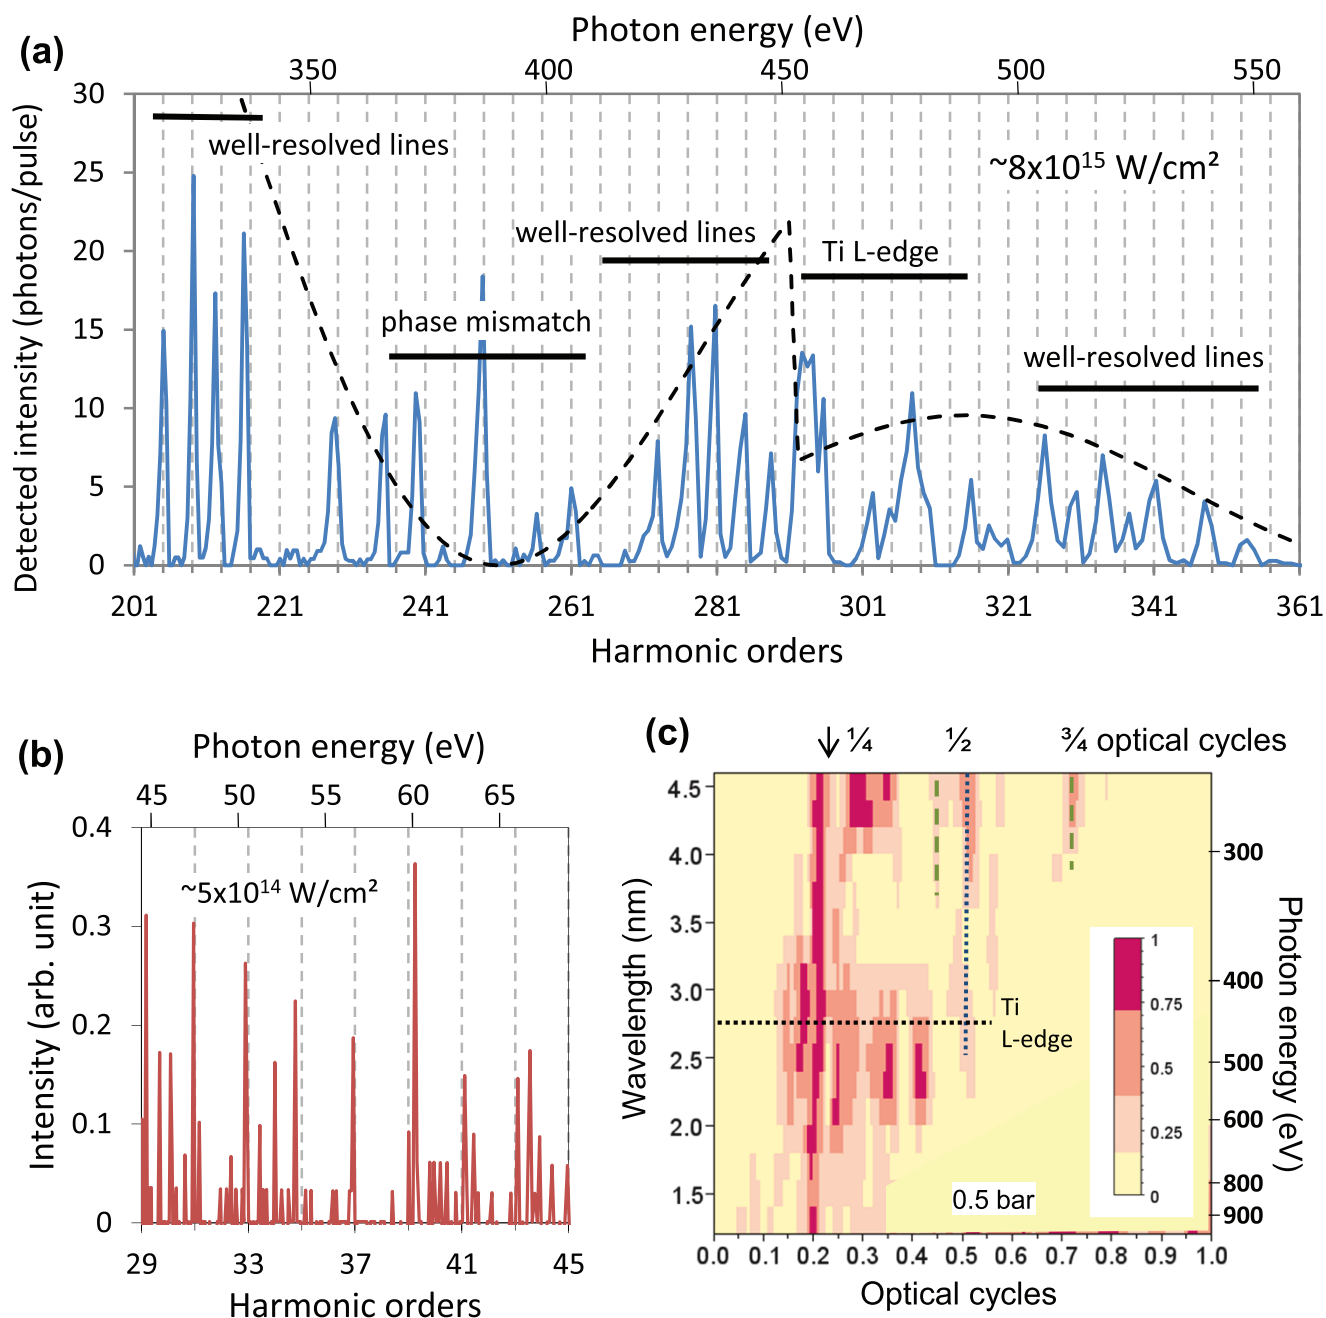 (a)
Photon energy (eV)
350 400 450 500 550
30
25
20
15
10
5
0
Detected intensity (photons/pulse)
well-resolved lines
~8x10¹⁵ W/cm²
well-resolved lines
Ti L-edge
phase mismatch
well-resolved lines
201 221 241 261 281 301 321 341 361
Harmonic orders
(b)
Photon energy (eV)
45 50 55 60 65
0.4
0.3
0.2
0.1
0
Intensity (arb. unit)
~5x10¹⁴ W/cm²
29 33 37 41 45
Harmonic orders
(c)
↓ ¼ ½ ¾ optical cycles
4.5
4.0
3.5
3.0
2.5
2.0
1.5
Wavelength (nm)
300
400
500
600
800
900
Photon energy (eV)
Ti
L-edge
1
0.75
0.5
0.25
0
0.5 bar
0.0 0.1 0.2 0.3 0.4 0.5 0.6 0.7 0.8 0.9 1.0
Optical cycles